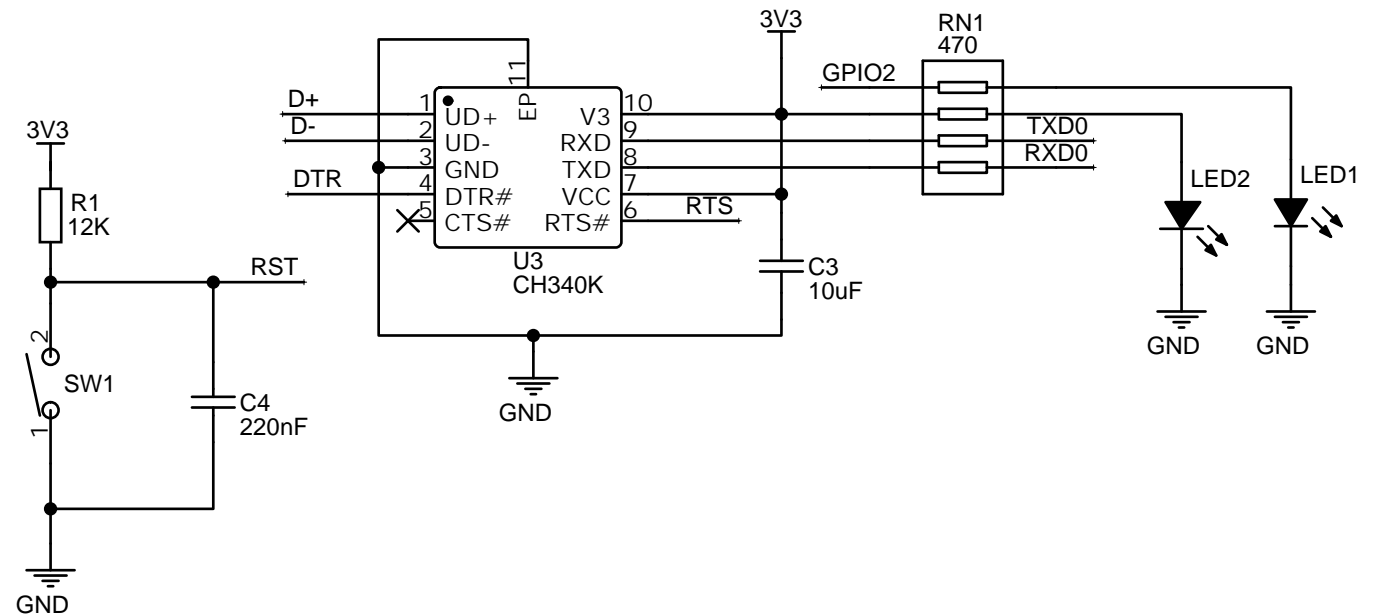 3V3
R1
12K
RST
2
SW1
1
C4
220nF
GND
D+
D-
DTR
1
2
3
4
5
11
EP
UD+
UD-
GND
DTR#
CTS#
V3
RXD
TXD
VCC
RTS#
10
9
8
7
6
RTS
U3
CH340K
GND
3V3
C3
10uF
RN1
470
GPIO2
TXD0
RXD0
LED2
LED1
GND
GND